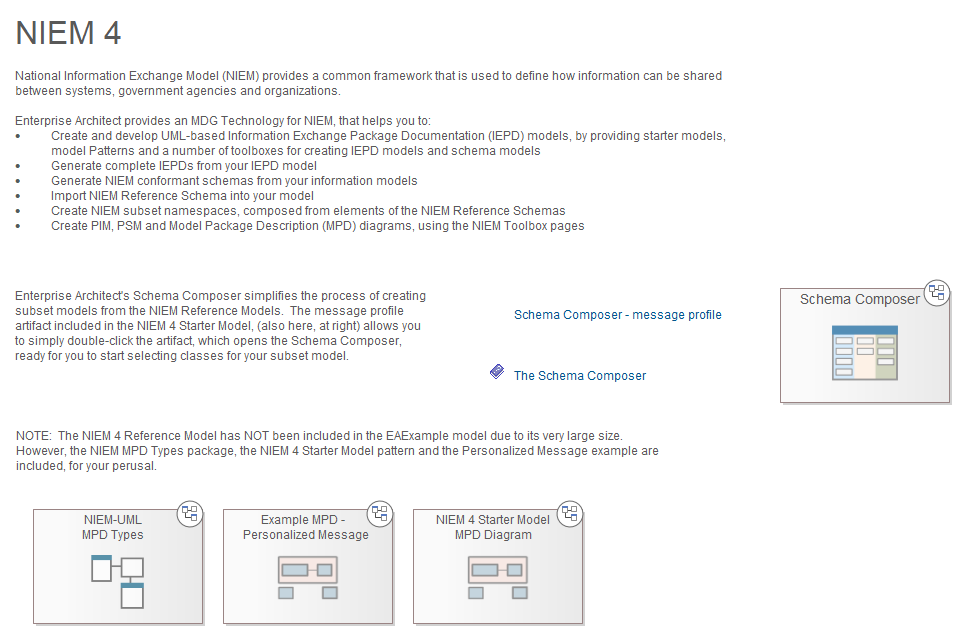 NIEM 4
National Information Exchange Model (NIEM) provides a common framework that is used to define how information can be shared
between systems, government agencies and organizations.
Enterprise Architect provides an MDG Technology for NIEM, that helps you to:
• Create and develop UML-based Information Exchange Package Documentation (IEPD) models, by providing starter models,
model Patterns and a number of toolboxes for creating IEPD models and schema models
• Generate complete IEPDs from your IEPD model
• Generate NIEM conformant schemas from your information models
• Import NIEM Reference Schema into your model
• Create NIEM subset namespaces, composed from elements of the NIEM Reference Schemas
• Create PIM, PSM and Model Package Description (MPD) diagrams, using the NIEM Toolbox pages
Enterprise Architect's Schema Composer simplifies the process of creating
subset models from the NIEM Reference Models.  The message profile
artifact included in the NIEM 4 Starter Model, (also here, at right) allows you
to simply double-click the artifact, which opens the Schema Composer,
ready for you to start selecting classes for your subset model.
Schema Composer - message profile
The Schema Composer
Schema Composer
NOTE:  The NIEM 4 Reference Model has NOT been included in the EAExample model due to its very large size.
However, the NIEM MPD Types package, the NIEM 4 Starter Model pattern and the Personalized Message example are
included, for your perusal.
NIEM-UML
MPD Types
Example MPD -
Personalized Message
NIEM 4 Starter Model
MPD Diagram